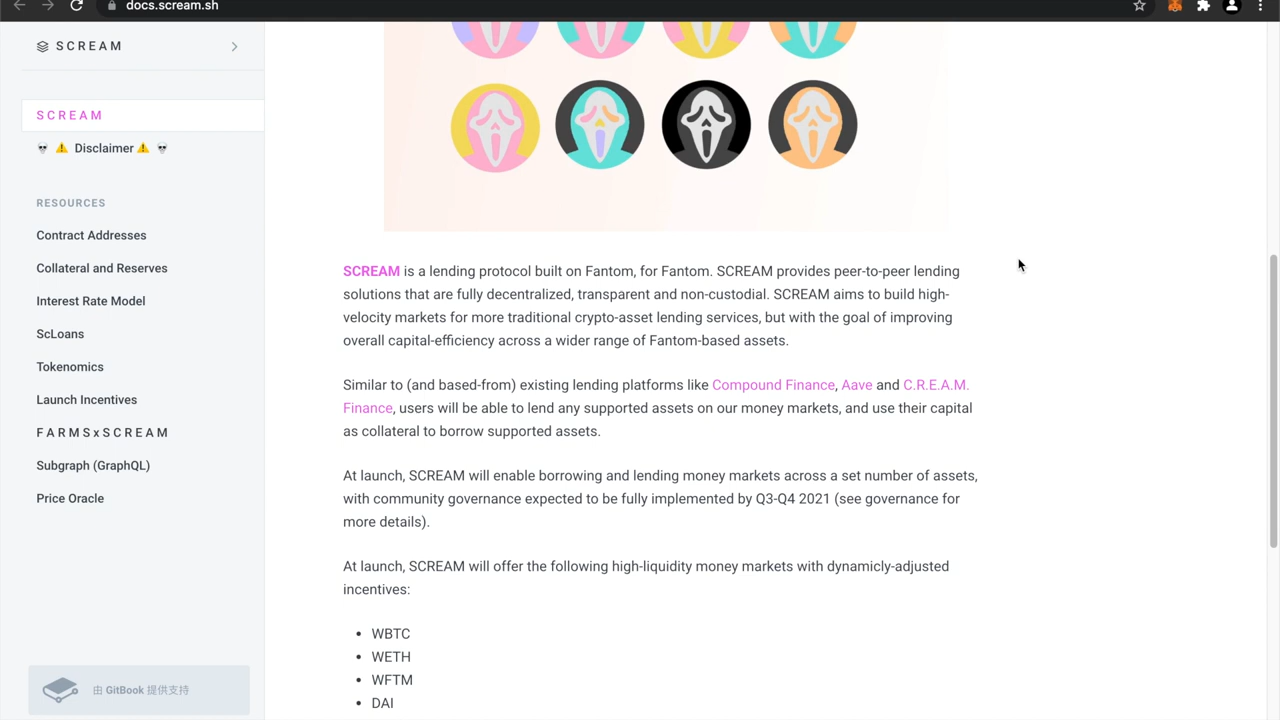 docs.scream.sh
S C R E A M
S C R E A M
Disclaimer
RESOURCES
Contract Addresses
Collateral and Reserves
Interest Rate Model
ScLoans
Tokenomics
Launch Incentives
F A R M S x S C R E A M
Subgraph (GraphQL)
Price Oracle
由 GitBook 提供支持
SCREAM is a lending protocol built on Fantom, for Fantom. SCREAM provides peer-to-peer lending
solutions that are fully decentralized, transparent and non-custodial. SCREAM aims to build high-
velocity markets for more traditional crypto-asset lending services, but with the goal of improving
overall capital-efficiency across a wider range of Fantom-based assets.
Similar to (and based-from) existing lending platforms like Compound Finance, Aave and C.R.E.A.M.
Finance, users will be able to lend any supported assets on our money markets, and use their capital
as collateral to borrow supported assets.
At launch, SCREAM will enable borrowing and lending money markets across a set number of assets,
with community governance expected to be fully implemented by Q3-Q4 2021 (see governance for
more details).
At launch, SCREAM will offer the following high-liquidity money markets with dynamicly-adjusted
incentives:
• WBTC
• WETH
• WFTM
• DAI